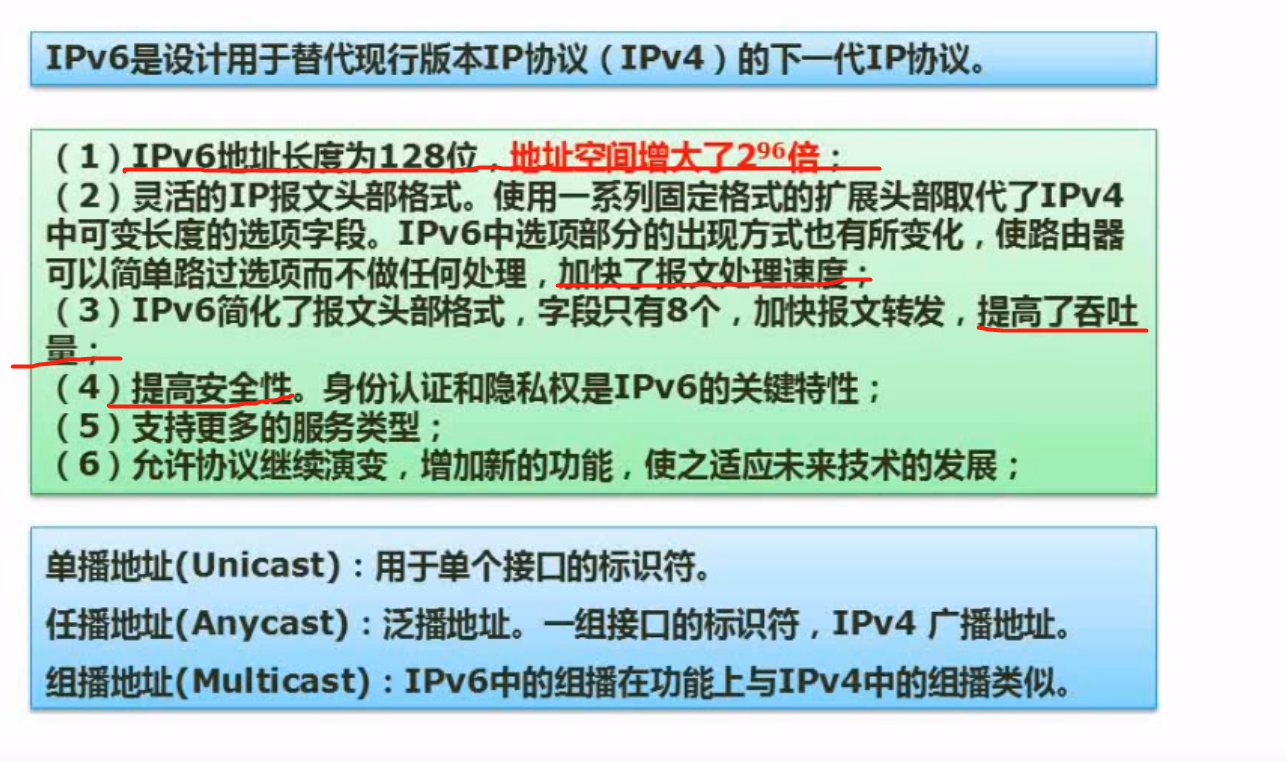 IPv6是设计用于替代现行版本IP协议（IPv4）的下一代IP协议。
（1）IPv6地址长度为128位，地址空间增大了2⁹⁶倍；
（2）灵活的IP报文头部格式。使用一系列固定格式的扩展头部取代了IPv4
中可变长度的选项字段。IPv6中选项部分的出现方式也有所变化，使路由器
可以简单路过选项而不做任何处理，加快了报文处理速度；
（3）IPv6简化了报文头部格式，字段只有8个，加快报文转发，提高了吞吐
量；
（4）提高安全性。身份认证和隐私权是IPv6的关键特性；
（5）支持更多的服务类型；
（6）允许协议继续演变，增加新的功能，使之适应未来技术的发展；
单播地址(Unicast)：用于单个接口的标识符。
任播地址(Anycast)：泛播地址。一组接口的标识符，IPv4 广播地址。
组播地址(Multicast)：IPv6中的组播在功能上与IPv4中的组播类似。